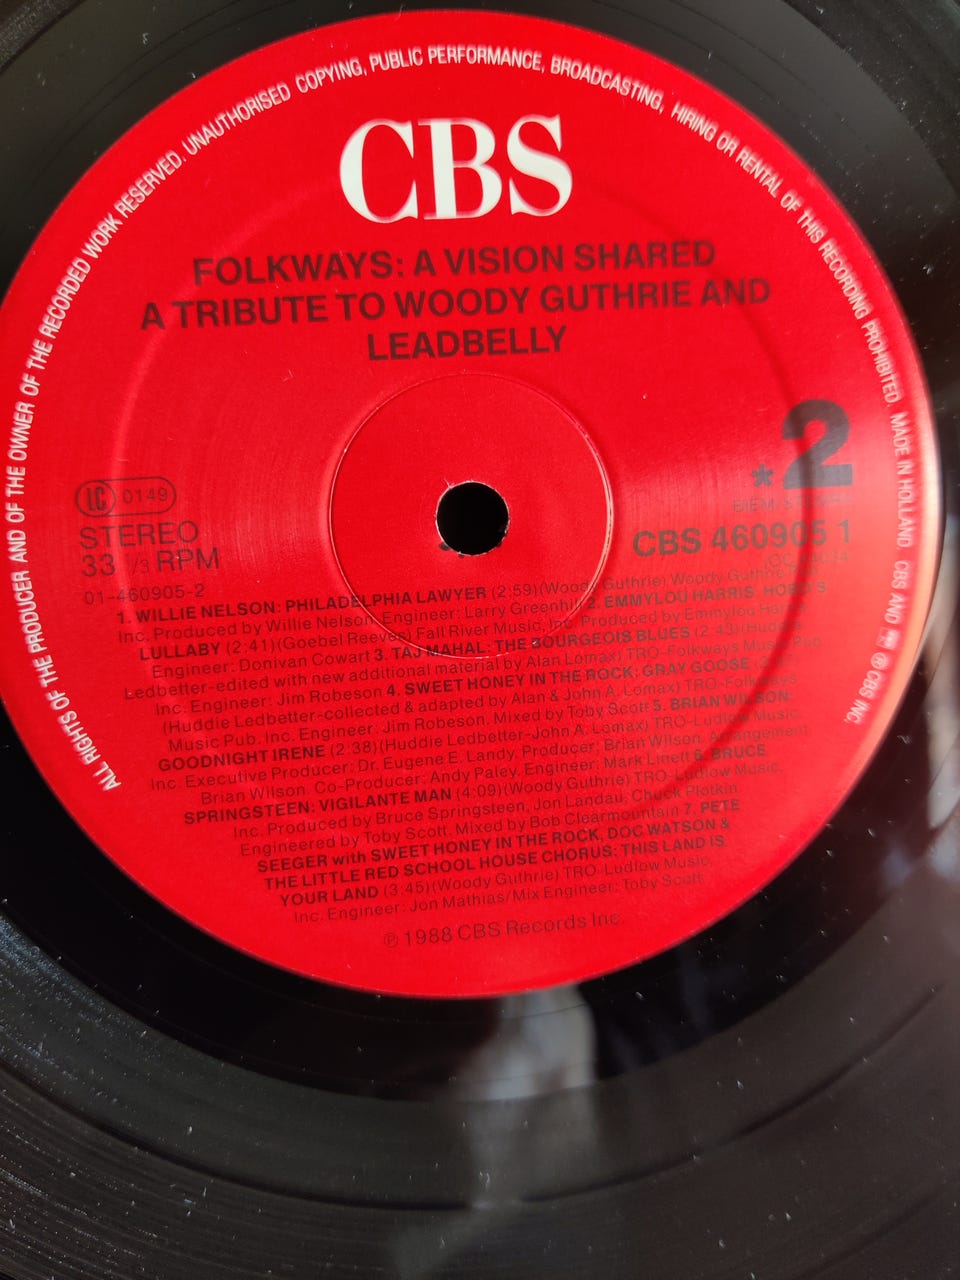 ALL RIGHTS OF THE PRODUCER AND OF THE OWNER OF THE RECORDED WORK RESERVED. UNAUTHORISED COPYING, PUBLIC PERFORMANCE, BROADCASTING, HIRING OR RENTAL OF THIS RECORDING PROHIBITED. MADE IN HOLLAND. CBS AND ARE ℗ © CBS INC.
CBS
FOLKWAYS: A VISION SHARED
A TRIBUTE TO WOODY GUTHRIE AND
LEADBELLY
*2
LC 0149
STEREO
33 1/3 RPM
01-460905-2
BIEM/STEMRA
CBS 460905 1
1. WILLIE NELSON: PHILADELPHIA LAWYER (2:59)(Woody Guthrie) Woody Guthrie
Inc. Produced by Willie Nelson. Engineer: Larry Greenhill 2. EMMYLOU HARRIS: HOBO'S
LULLABY (2:41)(Goebel Reeves) Fall River Music, Inc. Produced by Emmylou Harris
Engineer: Donivan Cowart 3. TAJ MAHAL: THE BOURGEOIS BLUES (2:43)(Huddie
Ledbetter-edited with new additional material by Alan Lomax) TRO-Folkways Music Pub
Inc. Engineer: Jim Robeson 4. SWEET HONEY IN THE ROCK: GRAY GOOSE
(Huddie Ledbetter-collected & adapted by Alan & John A. Lomax) TRO-Folkways
Music Pub. Inc. Engineer: Jim Robeson. Mixed by Toby Scott 5. BRIAN WILSON:
GOODNIGHT IRENE (2:38)(Huddie Ledbetter-John A. Lomax) TRO-Ludlow Music,
Inc. Executive Producer: Dr. Eugene E. Landy. Producer: Brian Wilson. Arrangement:
Brian Wilson. Co-Producer: Andy Paley. Engineer: Mark Linett 6. BRUCE
SPRINGSTEEN: VIGILANTE MAN (4:09)(Woody Guthrie) TRO-Ludlow Music,
Inc. Produced by Bruce Springsteen, Jon Landau, Chuck Plotkin
Engineered by Toby Scott. Mixed by Bob Clearmountain 7. PETE
SEEGER with SWEET HONEY IN THE ROCK, DOC WATSON &
THE LITTLE RED SCHOOL HOUSE CHORUS: THIS LAND IS
YOUR LAND (3:45)(Woody Guthrie) TRO-Ludlow Music,
Inc. Engineer: Jon Mathias/Mix Engineer: Toby Scott
℗ 1988 CBS Records Inc.